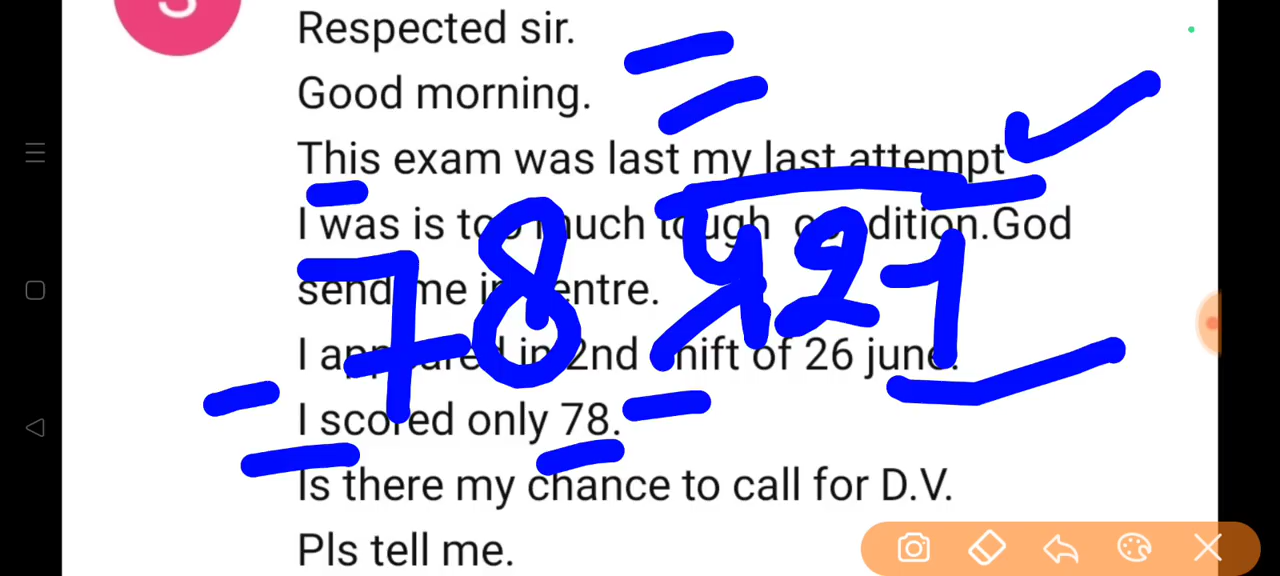 S
Respected sir.
Good morning.
This exam was last my last attempt
I was is too much tough condition.God
send me in centre.
I appeared in 2nd shift of 26 june.
I scored only 78.
Is there my chance to call for D.V.
Pls tell me.
78 921